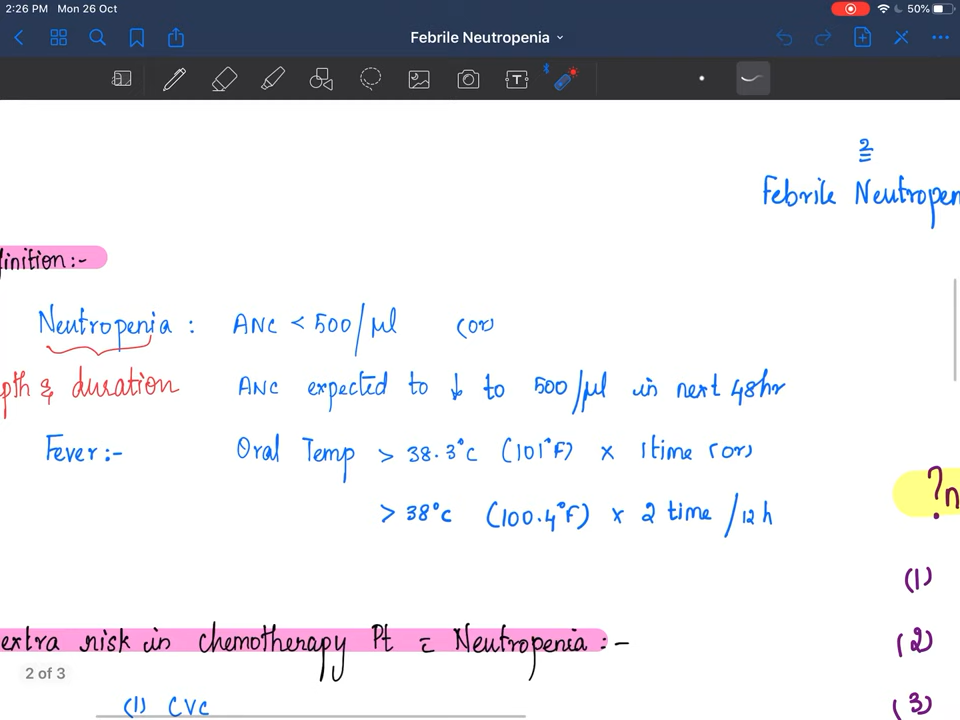 2:26 PM Mon 26 Oct
50%
Febrile Neutropenia
T
2
Febrile Neutropen
finition:-
Neutropenia : ANC < 500/µl (or)
pth & duration ANC expected to ↓ to 500/µl in next 48hr
Fever:- Oral Temp > 38.3°C (101°F) x 1time (or)
> 38°C (100.4°F) x 2 time /12 h
?n
(1)
extra risk in chemotherapy Pt c̄ Neutropenia:-
(2)
2 of 3
(1) CVC
(3)